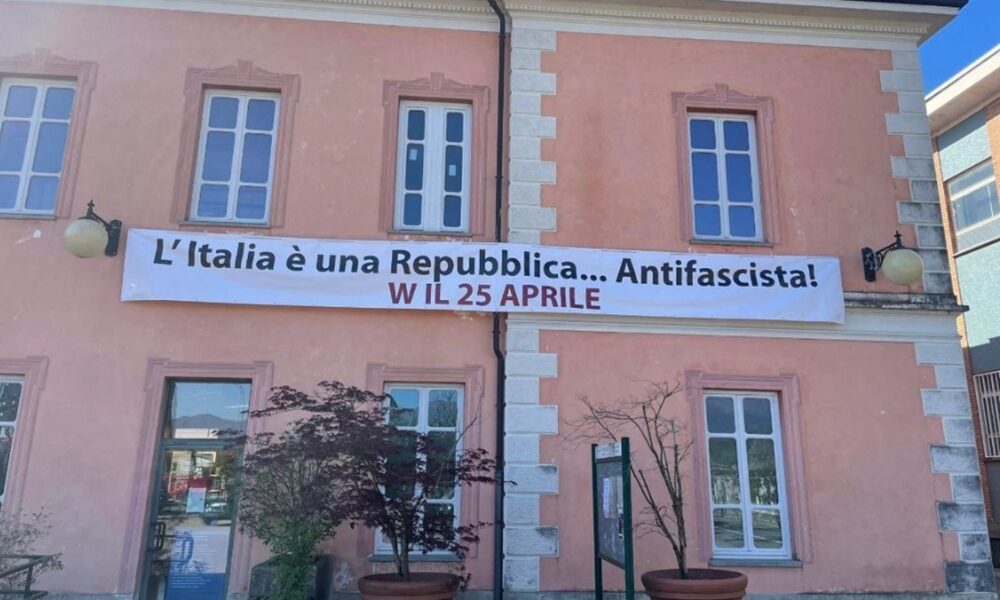 L' Italia è una Repubblica... Antifascista!
W IL 25 APRILE